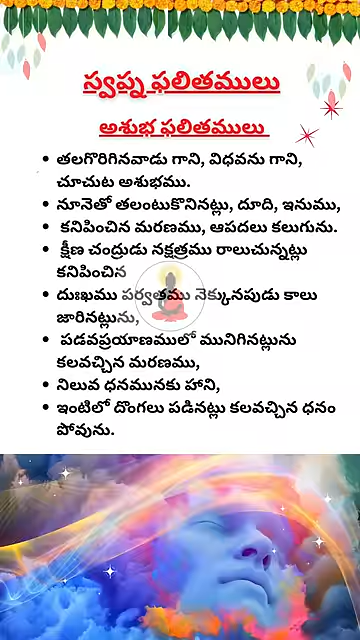 స్వప్న ఫలితములు
అశుభ ఫలితములు
• తలగొరిగినవాడు గాని, విధవను గాని,
చూచుట అశుభము.
• నూనెతో తలంటుకొనినట్లు, దూది, ఇనుము,
• కనిపించిన మరణము, ఆపదలు కలుగును.
• క్షీణ చంద్రుడు నక్షత్రము రాలుచున్నట్లు
కనిపించిన
• దుఃఖము పర్వతము నెక్కునపుడు కాలు
జారినట్లును,
• పడవప్రయాణములో మునిగినట్లును
కలవచ్చిన మరణము,
• నిలువ ధనమునకు హాని,
• ఇంటిలో దొంగలు పడినట్లు కలవచ్చిన ధనం
పోవును.